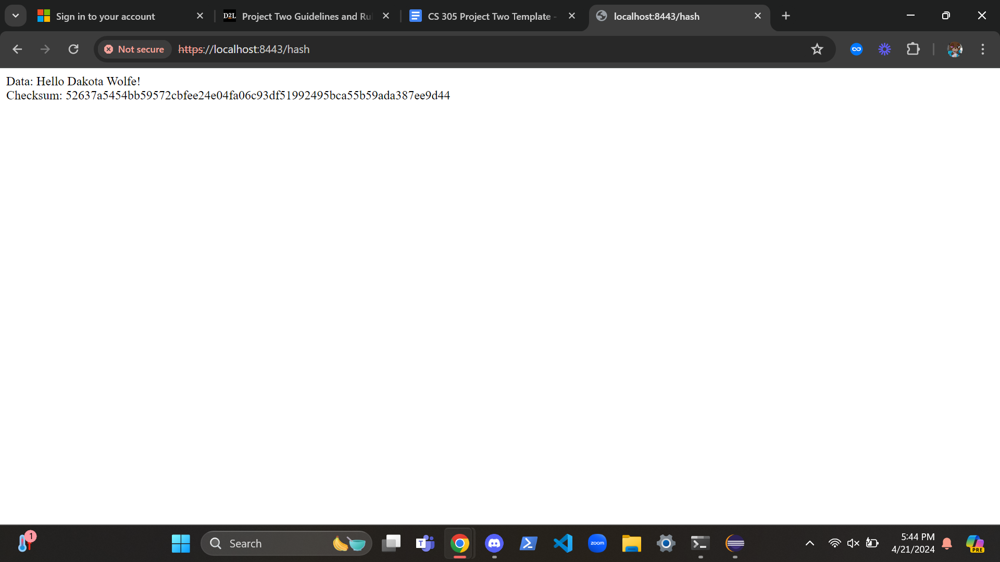 Sign in to your account
D2L Project Two Guidelines and Ru
CS 305 Project Two Template -
localhost:8443/hash
Not secure https://localhost:8443/hash
Data: Hello Dakota Wolfe!
Checksum: 52637a5454bb59572cbfee24e04fa06c93df51992495bca55b59ada387ee9d44
1
Search
T
zoom
5:44 PM
4/21/2024
PRE